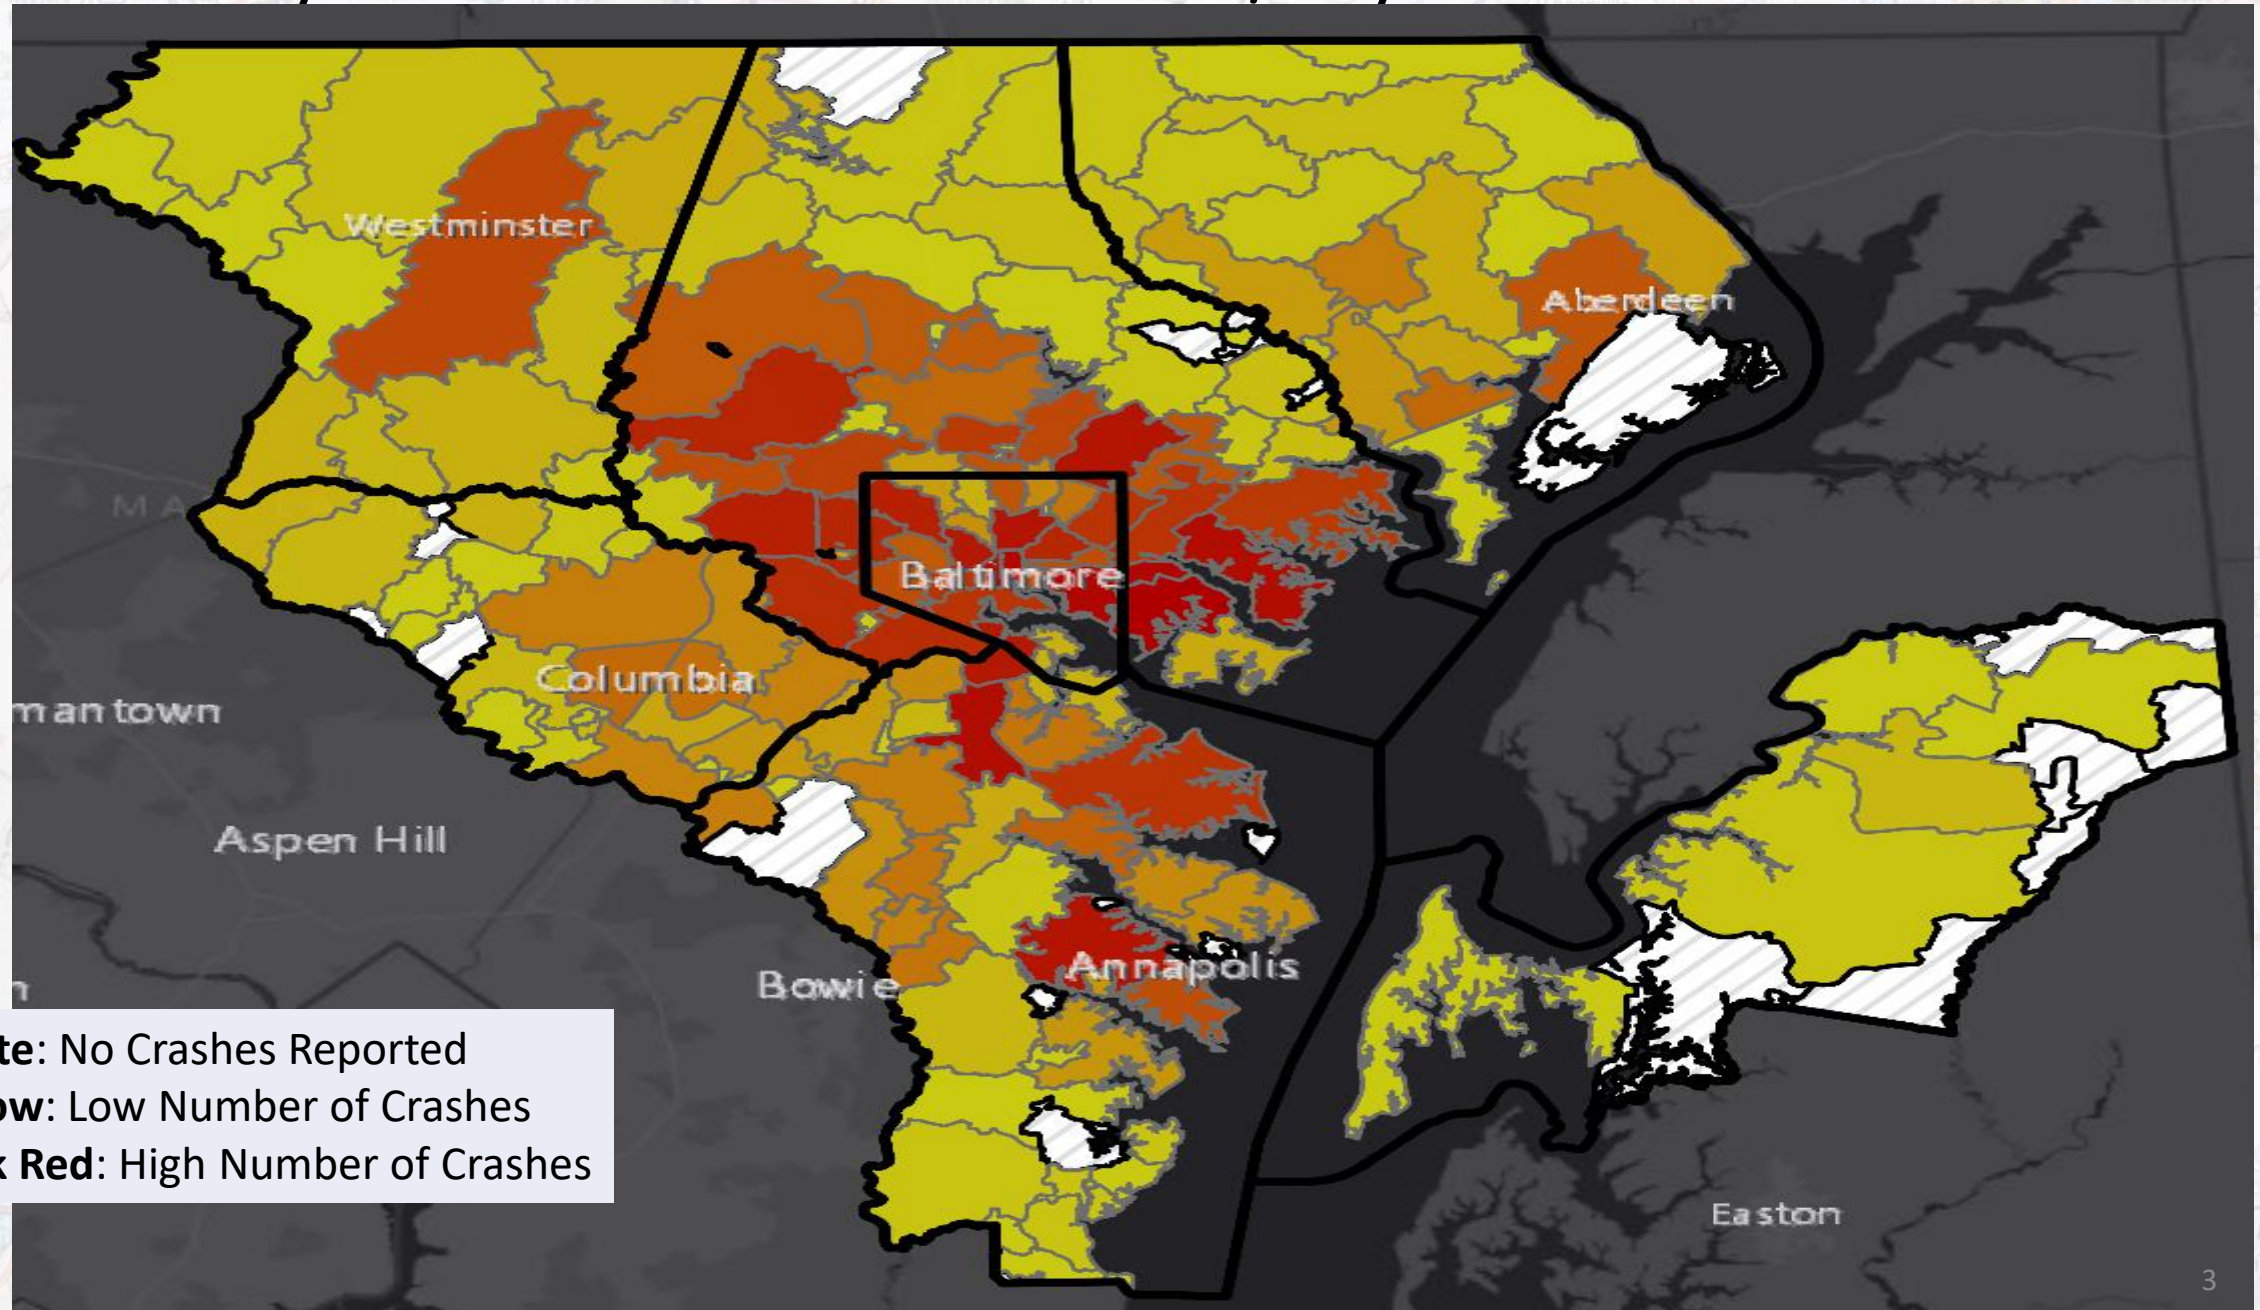 Westminster
Aberdeen
Baltimore
Columbia
mantown
Aspen Hill
Annapolis
Bowie
te: No Crashes Reported
ow: Low Number of Crashes
k Red: High Number of Crashes
Easton
3